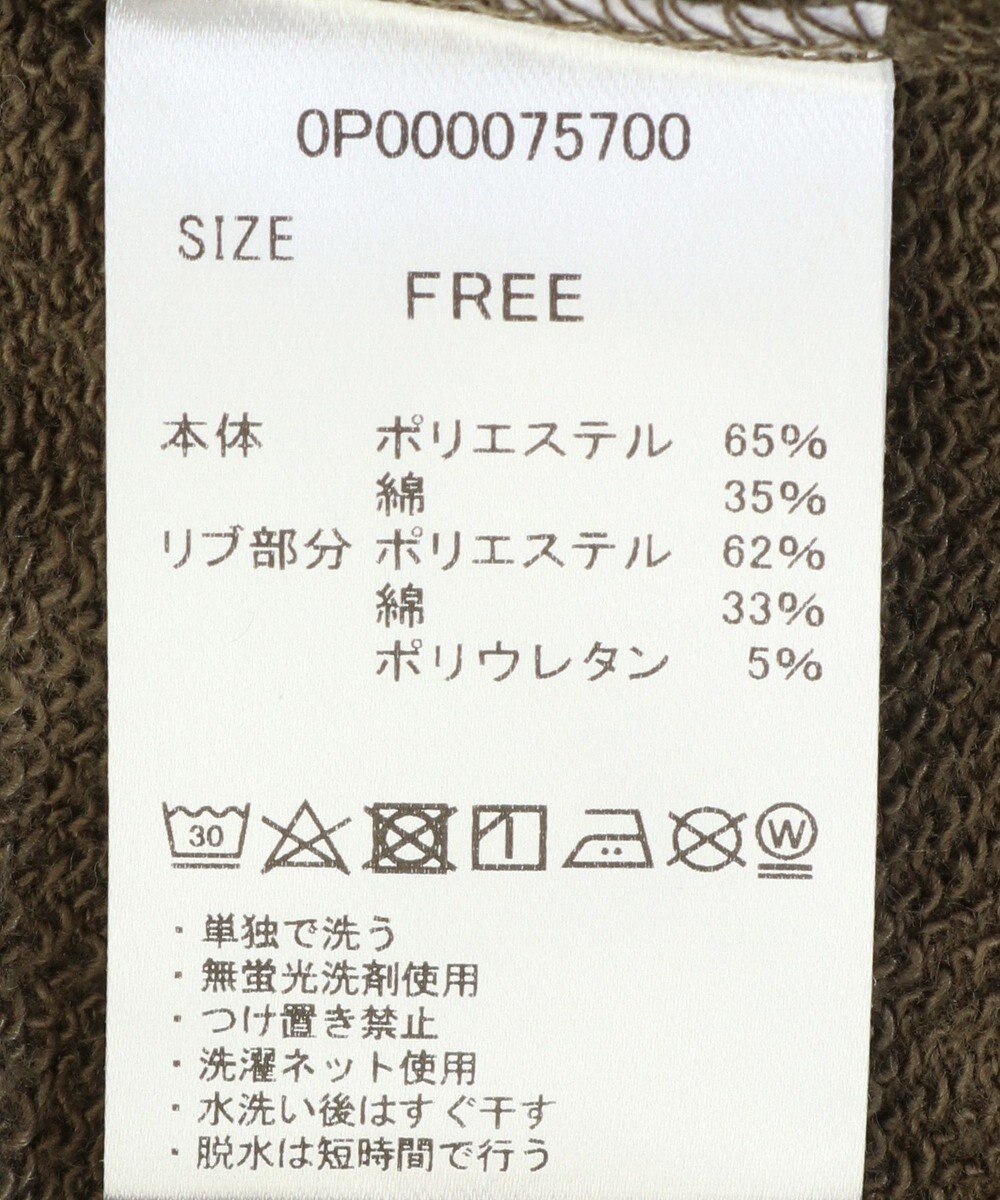 0P000075700
SIZE
FREE
本体 ポリエステル 65%
綿 35%
リブ部分 ポリエステル 62%
綿 33%
ポリウレタン 5%
30 W
・単独で洗う
・無蛍光洗剤使用
・つけ置き禁止
・洗濯ネット使用
・水洗い後はすぐ干す
・脱水は短時間で行う